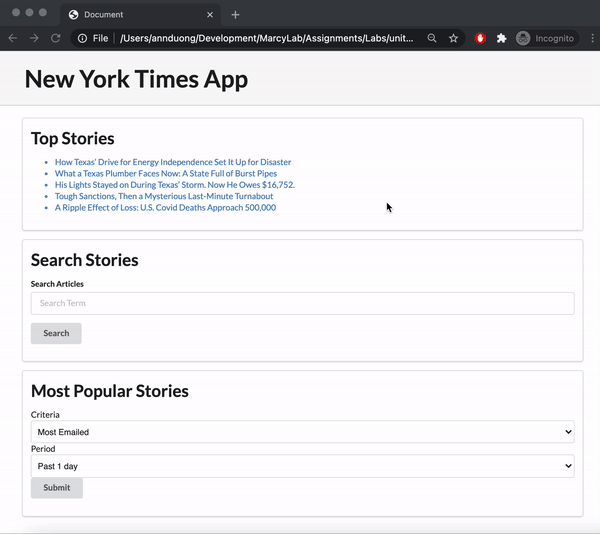 Document
File
/Users/annduong/Development/MarcyLab/Assignments/Labs/unit...
Incognito
New York Times App
Top Stories
How Texas' Drive for Energy Independence Set It Up for Disaster
What a Texas Plumber Faces Now: A State Full of Burst Pipes
His Lights Stayed on During Texas' Storm. Now He Owes $16,752.
Tough Sanctions, Then a Mysterious Last-Minute Turnabout
A Ripple Effect of Loss: U.S. Covid Deaths Approach 500,000
Search Stories
Search Articles
Search Term
Search
Most Popular Stories
Criteria
Most Emailed
Period
Past 1 day
Submit